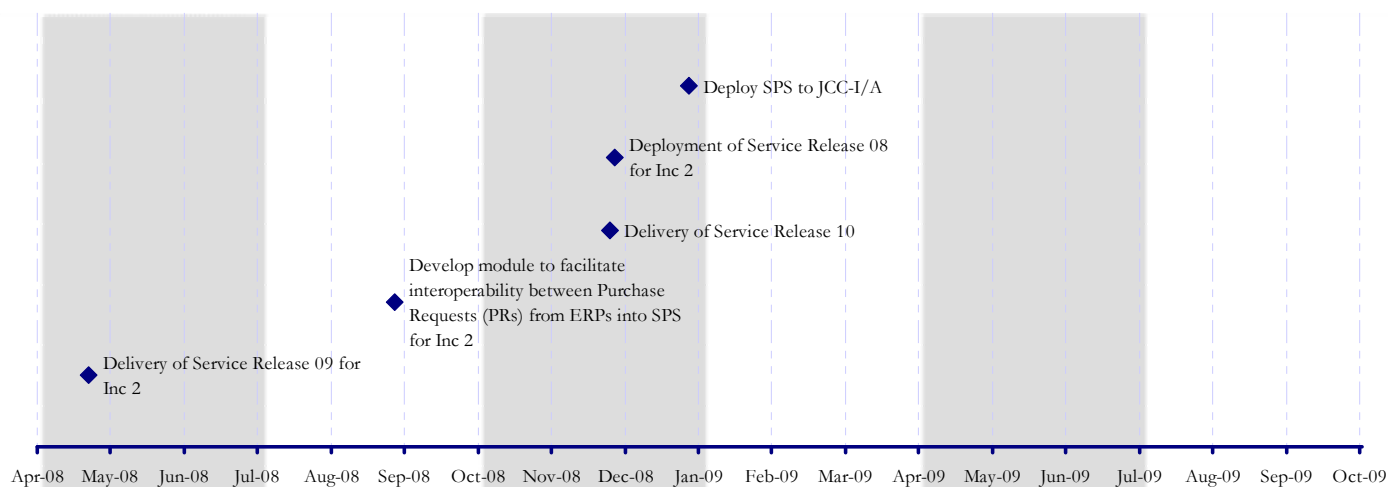 Deploy SPS to JCC-I/A
Deployment of Service Release 08
for Inc 2
Delivery of Service Release 10
Develop module to facilitate
interoperability between Purchase
Requests (PRs) from ERPs into SPS
for Inc 2
Delivery of Service Release 09 for
Inc 2
Apr-08 May-08 Jun-08 Jul-08 Aug-08 Sep-08 Oct-08 Nov-08 Dec-08 Jan-09 Feb-09 Mar-09 Apr-09 May-09 Jun-09 Jul-09 Aug-09 Sep-09 Oct-09